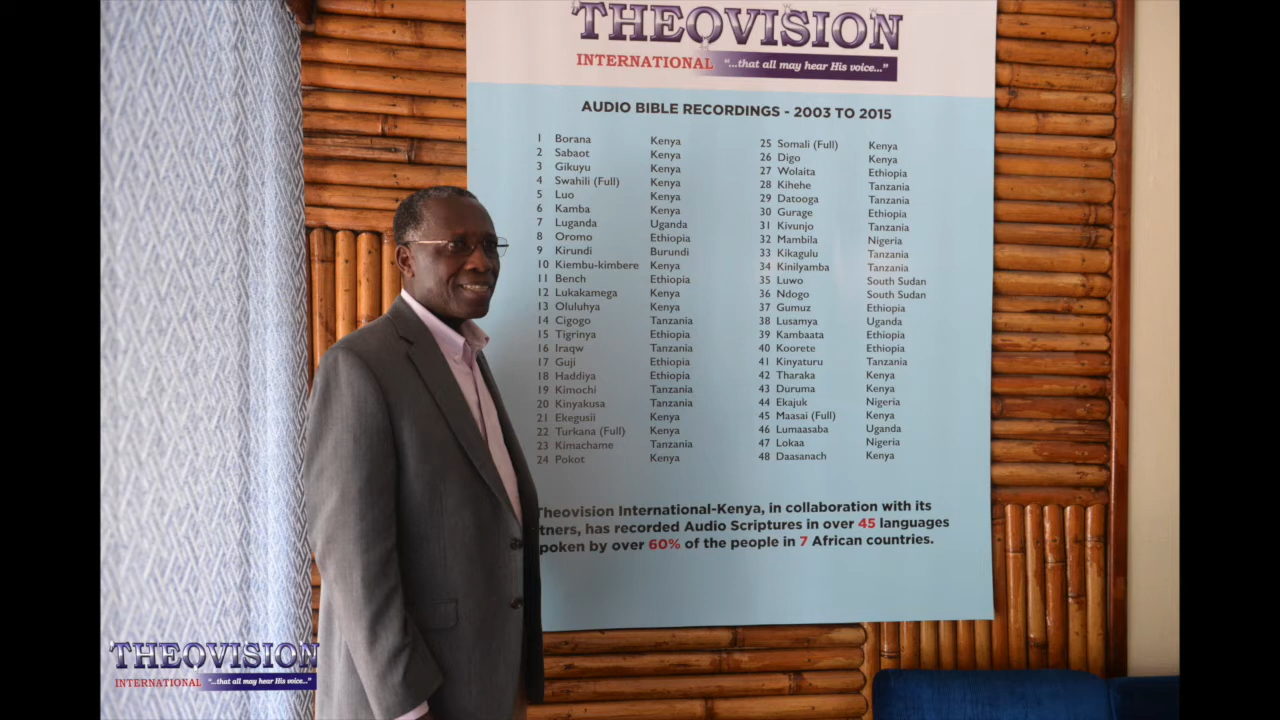 THEOVISION
INTERNATIONAL "...that all may hear His voice..."
AUDIO BIBLE RECORDINGS - 2003 TO 2015
1 Borana Kenya
2 Sabaot Kenya
3 Gikuyu Kenya
4 Swahili (Full) Kenya
5 Luo Kenya
6 Kamba Kenya
7 Luganda Uganda
8 Oromo Ethiopia
9 Kirundi Burundi
10 Kiembu-kimbere Kenya
11 Bench Ethiopia
12 Lukakamega Kenya
13 Oluluhya Kenya
14 Cigogo Tanzania
15 Tigrinya Ethiopia
16 Iraqw Tanzania
17 Guji Ethiopia
18 Haddiya Ethiopia
19 Kimochi Tanzania
20 Kinyakusa Tanzania
21 Ekegusii Kenya
22 Turkana (Full) Kenya
23 Kimachame Tanzania
24 Pokot Kenya
25 Somali (Full) Kenya
26 Digo Kenya
27 Wolaita Ethiopia
28 Kihehe Tanzania
29 Datooga Tanzania
30 Gurage Ethiopia
31 Kivunjo Tanzania
32 Mambila Nigeria
33 Kikagulu Tanzania
34 Kinilyamba Tanzania
35 Luwo South Sudan
36 Ndogo South Sudan
37 Gumuz Ethiopia
38 Lusamya Uganda
39 Kambaata Ethiopia
40 Koorete Ethiopia
41 Kinyaturu Tanzania
42 Tharaka Kenya
43 Duruma Kenya
44 Ekajuk Nigeria
45 Maasai (Full) Kenya
46 Lumaasaba Uganda
47 Lokaa Nigeria
48 Daasanach Kenya
Theovision International-Kenya, in collaboration with its
tners, has recorded Audio Scriptures in over 45 languages
poken by over 60% of the people in 7 African countries.
THEOVISION
INTERNATIONAL "...that all may hear His voice..."